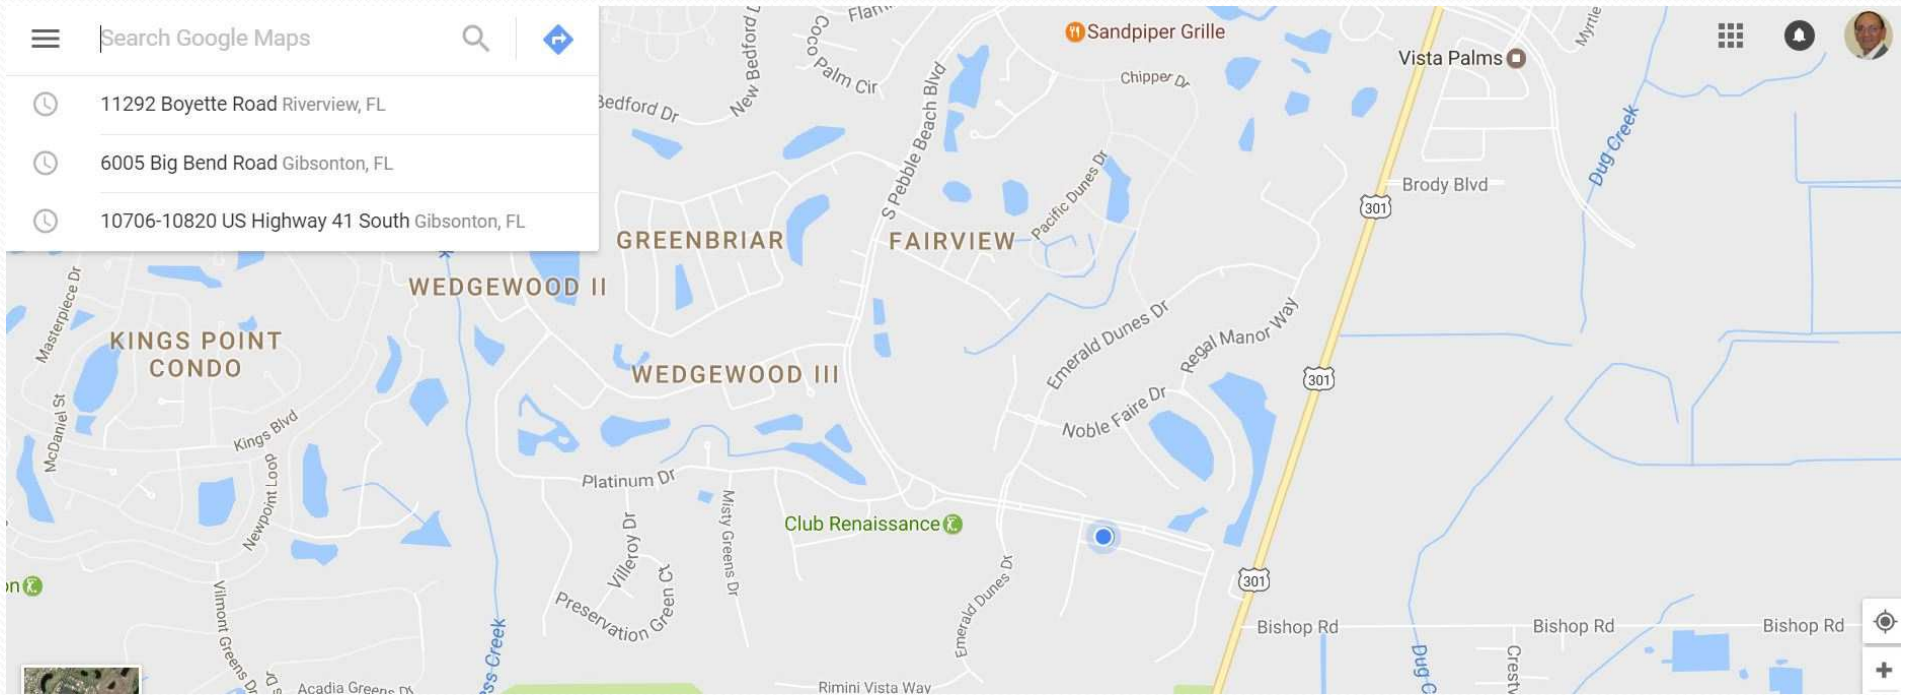 Search Google Maps
11292 Boyette Road Riverview, FL
6005 Big Bend Road Gibsonton, FL
10706-10820 US Highway 41 South Gibsonton, FL
New Bedford
Coco Palm Cir
Bedford Dr
S Pebble Beach Blvd
Sandpiper Grille
Chipper Dr
Vista Palms
Myrtle
Dug Creek
Pacific Dunes Dr
Brody Blvd
301
GREENBRIAR
FAIRVIEW
WEDGEWOOD II
Masterpiece Dr
KINGS POINT
CONDO
WEDGEWOOD III
Emerald Dunes Dr
Regal Manor Way
301
McDaniel St
Kings Blvd
Noble Faire Dr
Newpoint Loop
Platinum Dr
Misty Greens Dr
Club Renaissance
Villeroy Dr
Preservation Green Ct
Emerald Dunes Dr
301
Vilmont Greens Dr
Bishop Rd
Bishop Rd
Bishop Rd
Acadia Greens Dr
Rimini Vista Way
Dug C